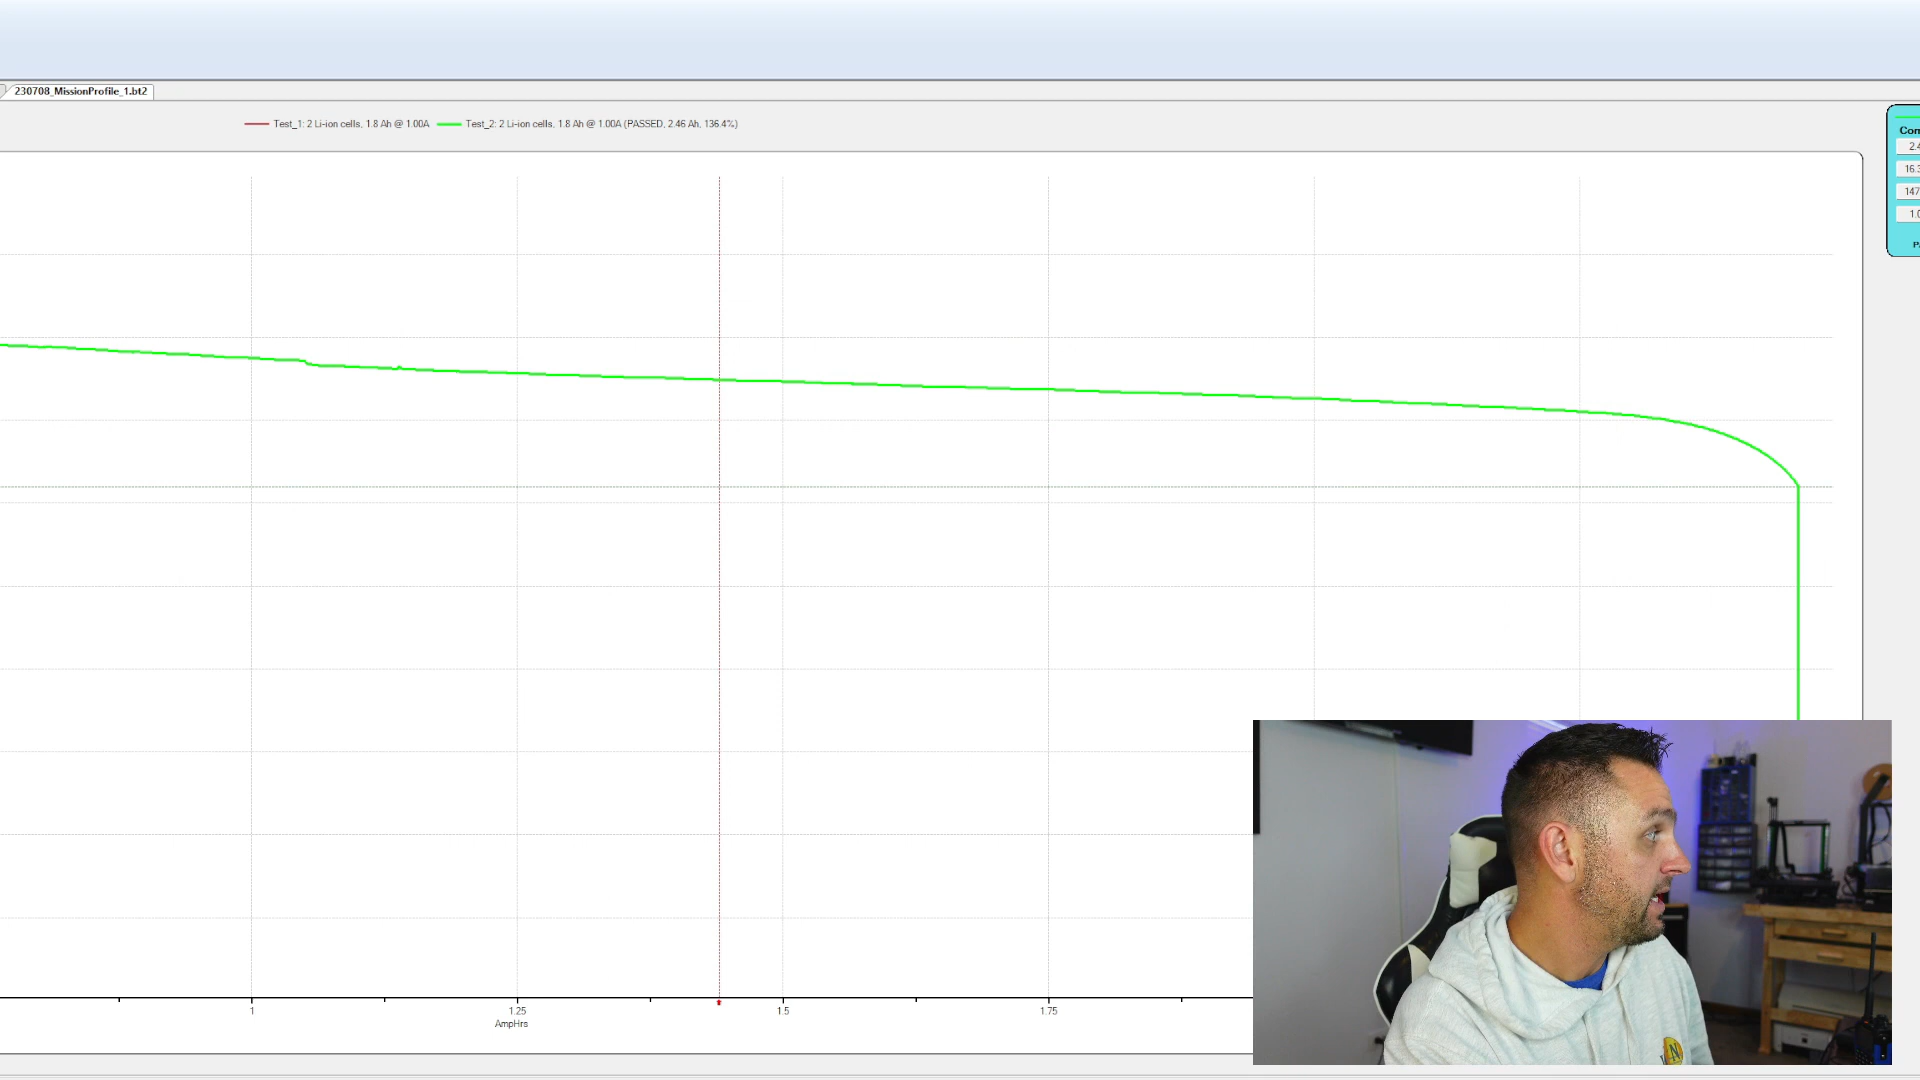 230708_MissionProfile_1.bt2
Test_1: 2 Li-ion cells, 1.8 Ah @ 1.00A
Test_2: 2 Li-ion cells, 1.8 Ah @ 1.00A (PASSED, 2.46 Ah, 136.4%)
1
1.25
1.5
1.75
AmpHrs
N